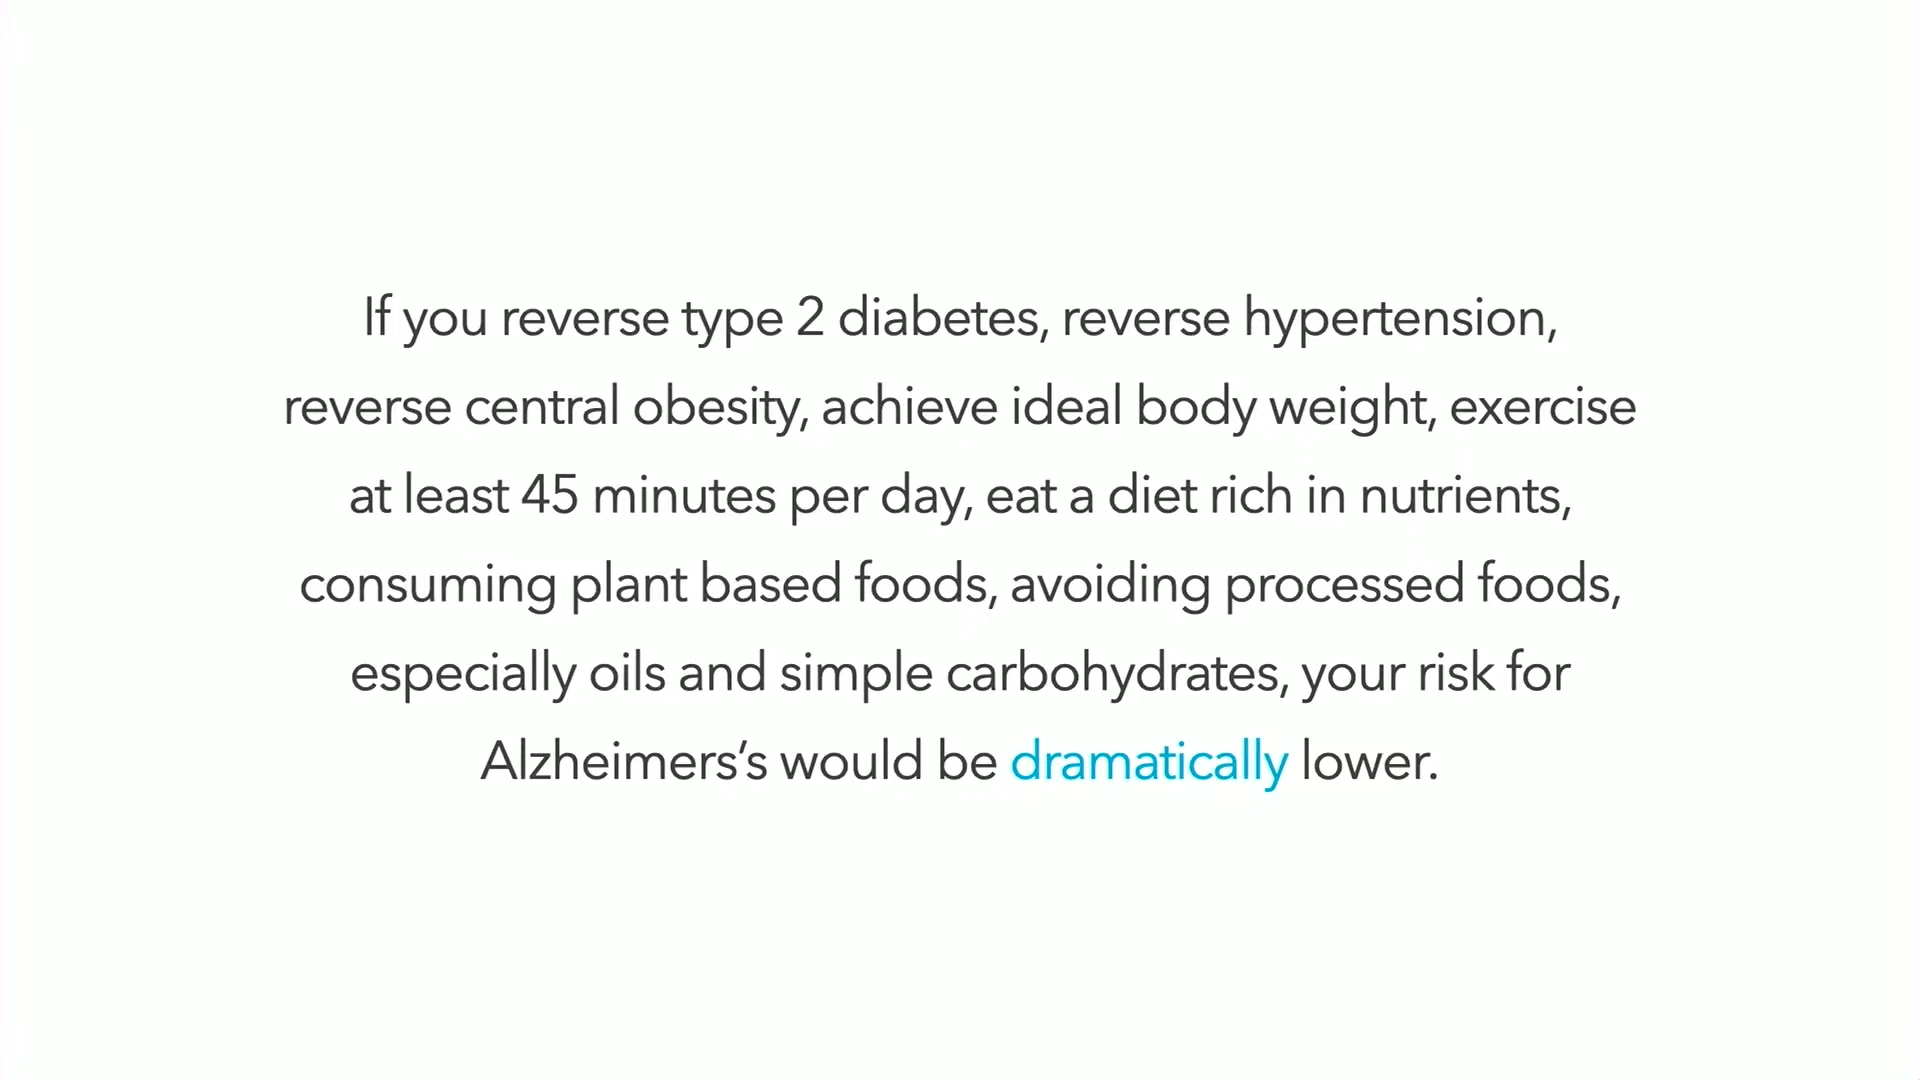 If you reverse type 2 diabetes, reverse hypertension,
reverse central obesity, achieve ideal body weight, exercise
at least 45 minutes per day, eat a diet rich in nutrients,
consuming plant based foods, avoiding processed foods,
especially oils and simple carbohydrates, your risk for
Alzheimers’s would be dramatically lower.